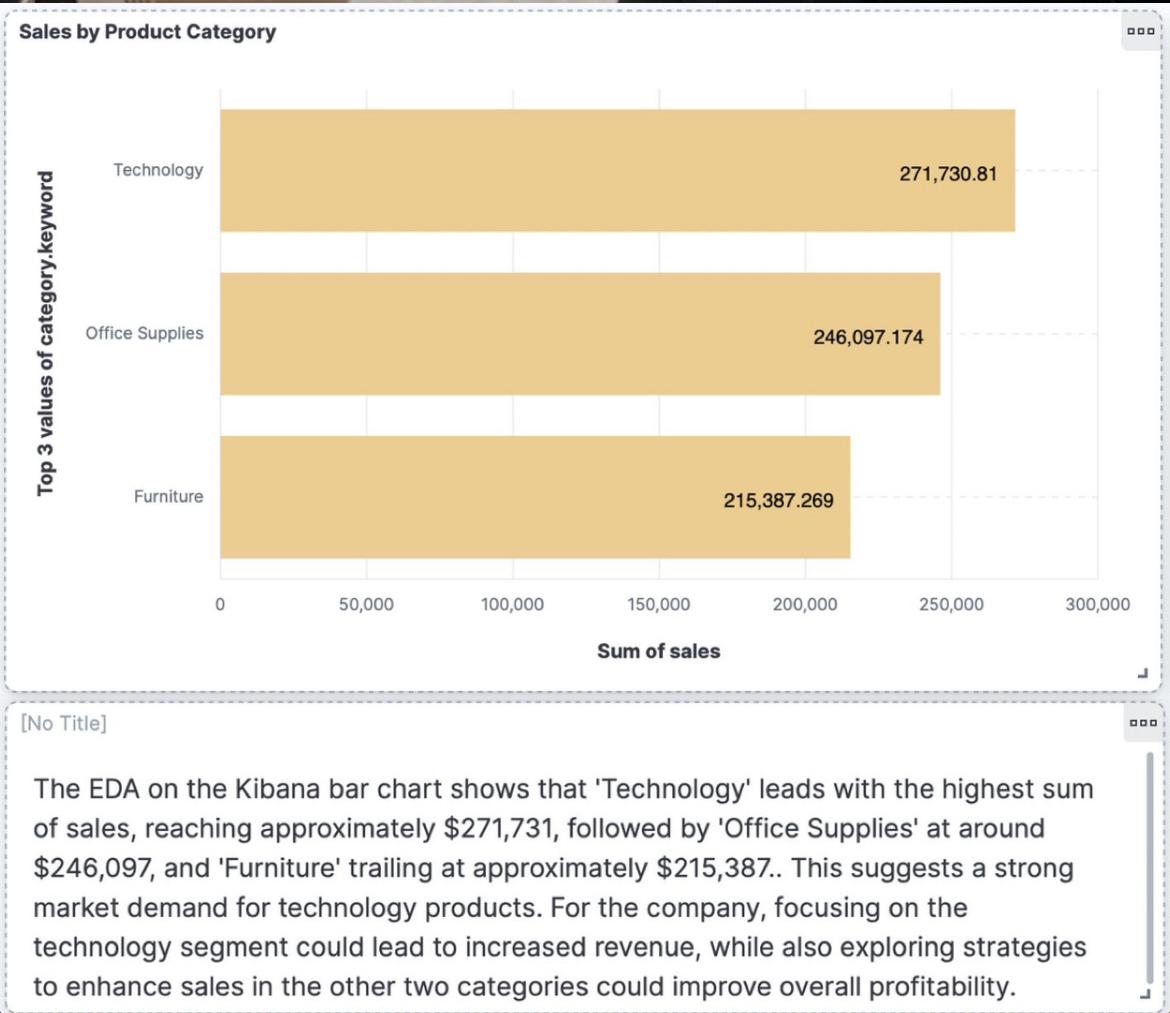 Sales by Product Category
Top 3 values of category.keyword
Technology
271,730.81
Office Supplies
246,097.174
Furniture
215,387.269
0 50,000 100,000 150,000 200,000 250,000 300,000
Sum of sales
[No Title]
The EDA on the Kibana bar chart shows that 'Technology' leads with the highest sum
of sales, reaching approximately $271,731, followed by 'Office Supplies' at around
$246,097, and 'Furniture' trailing at approximately $215,387.. This suggests a strong
market demand for technology products. For the company, focusing on the
technology segment could lead to increased revenue, while also exploring strategies
to enhance sales in the other two categories could improve overall profitability.